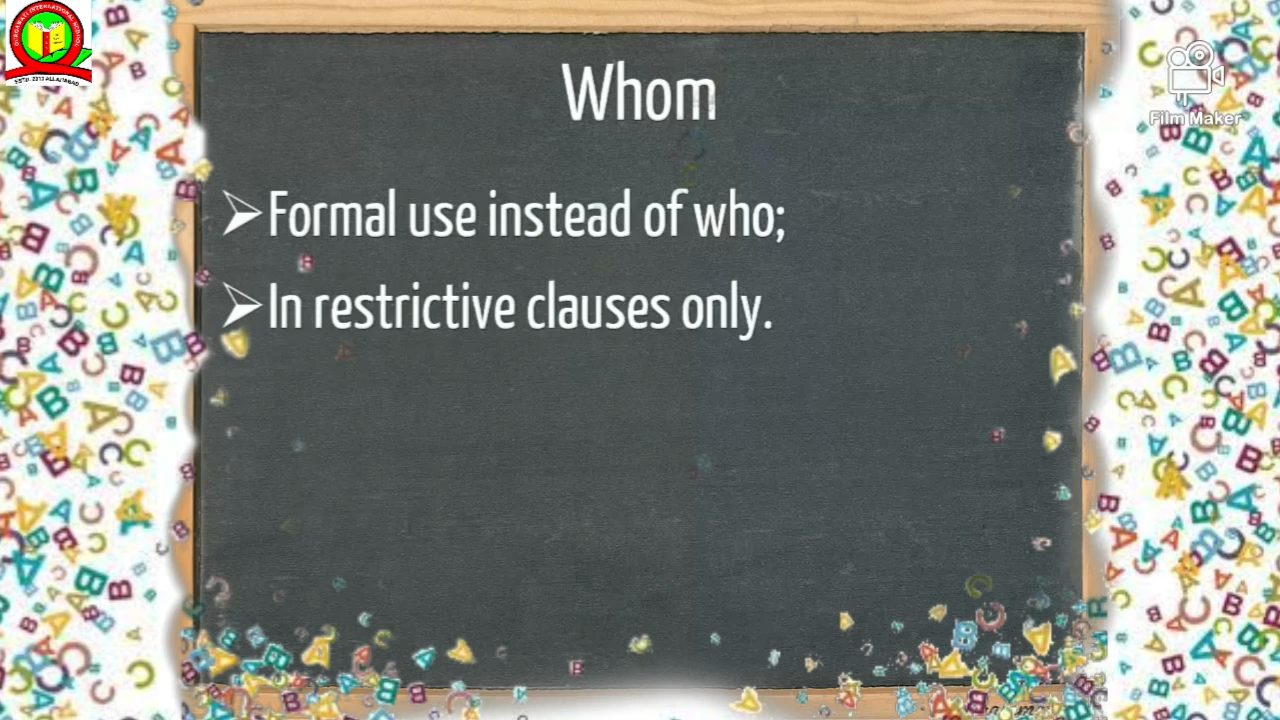 Whom
Film Maker
Formal use instead of who;
In restrictive clauses only.